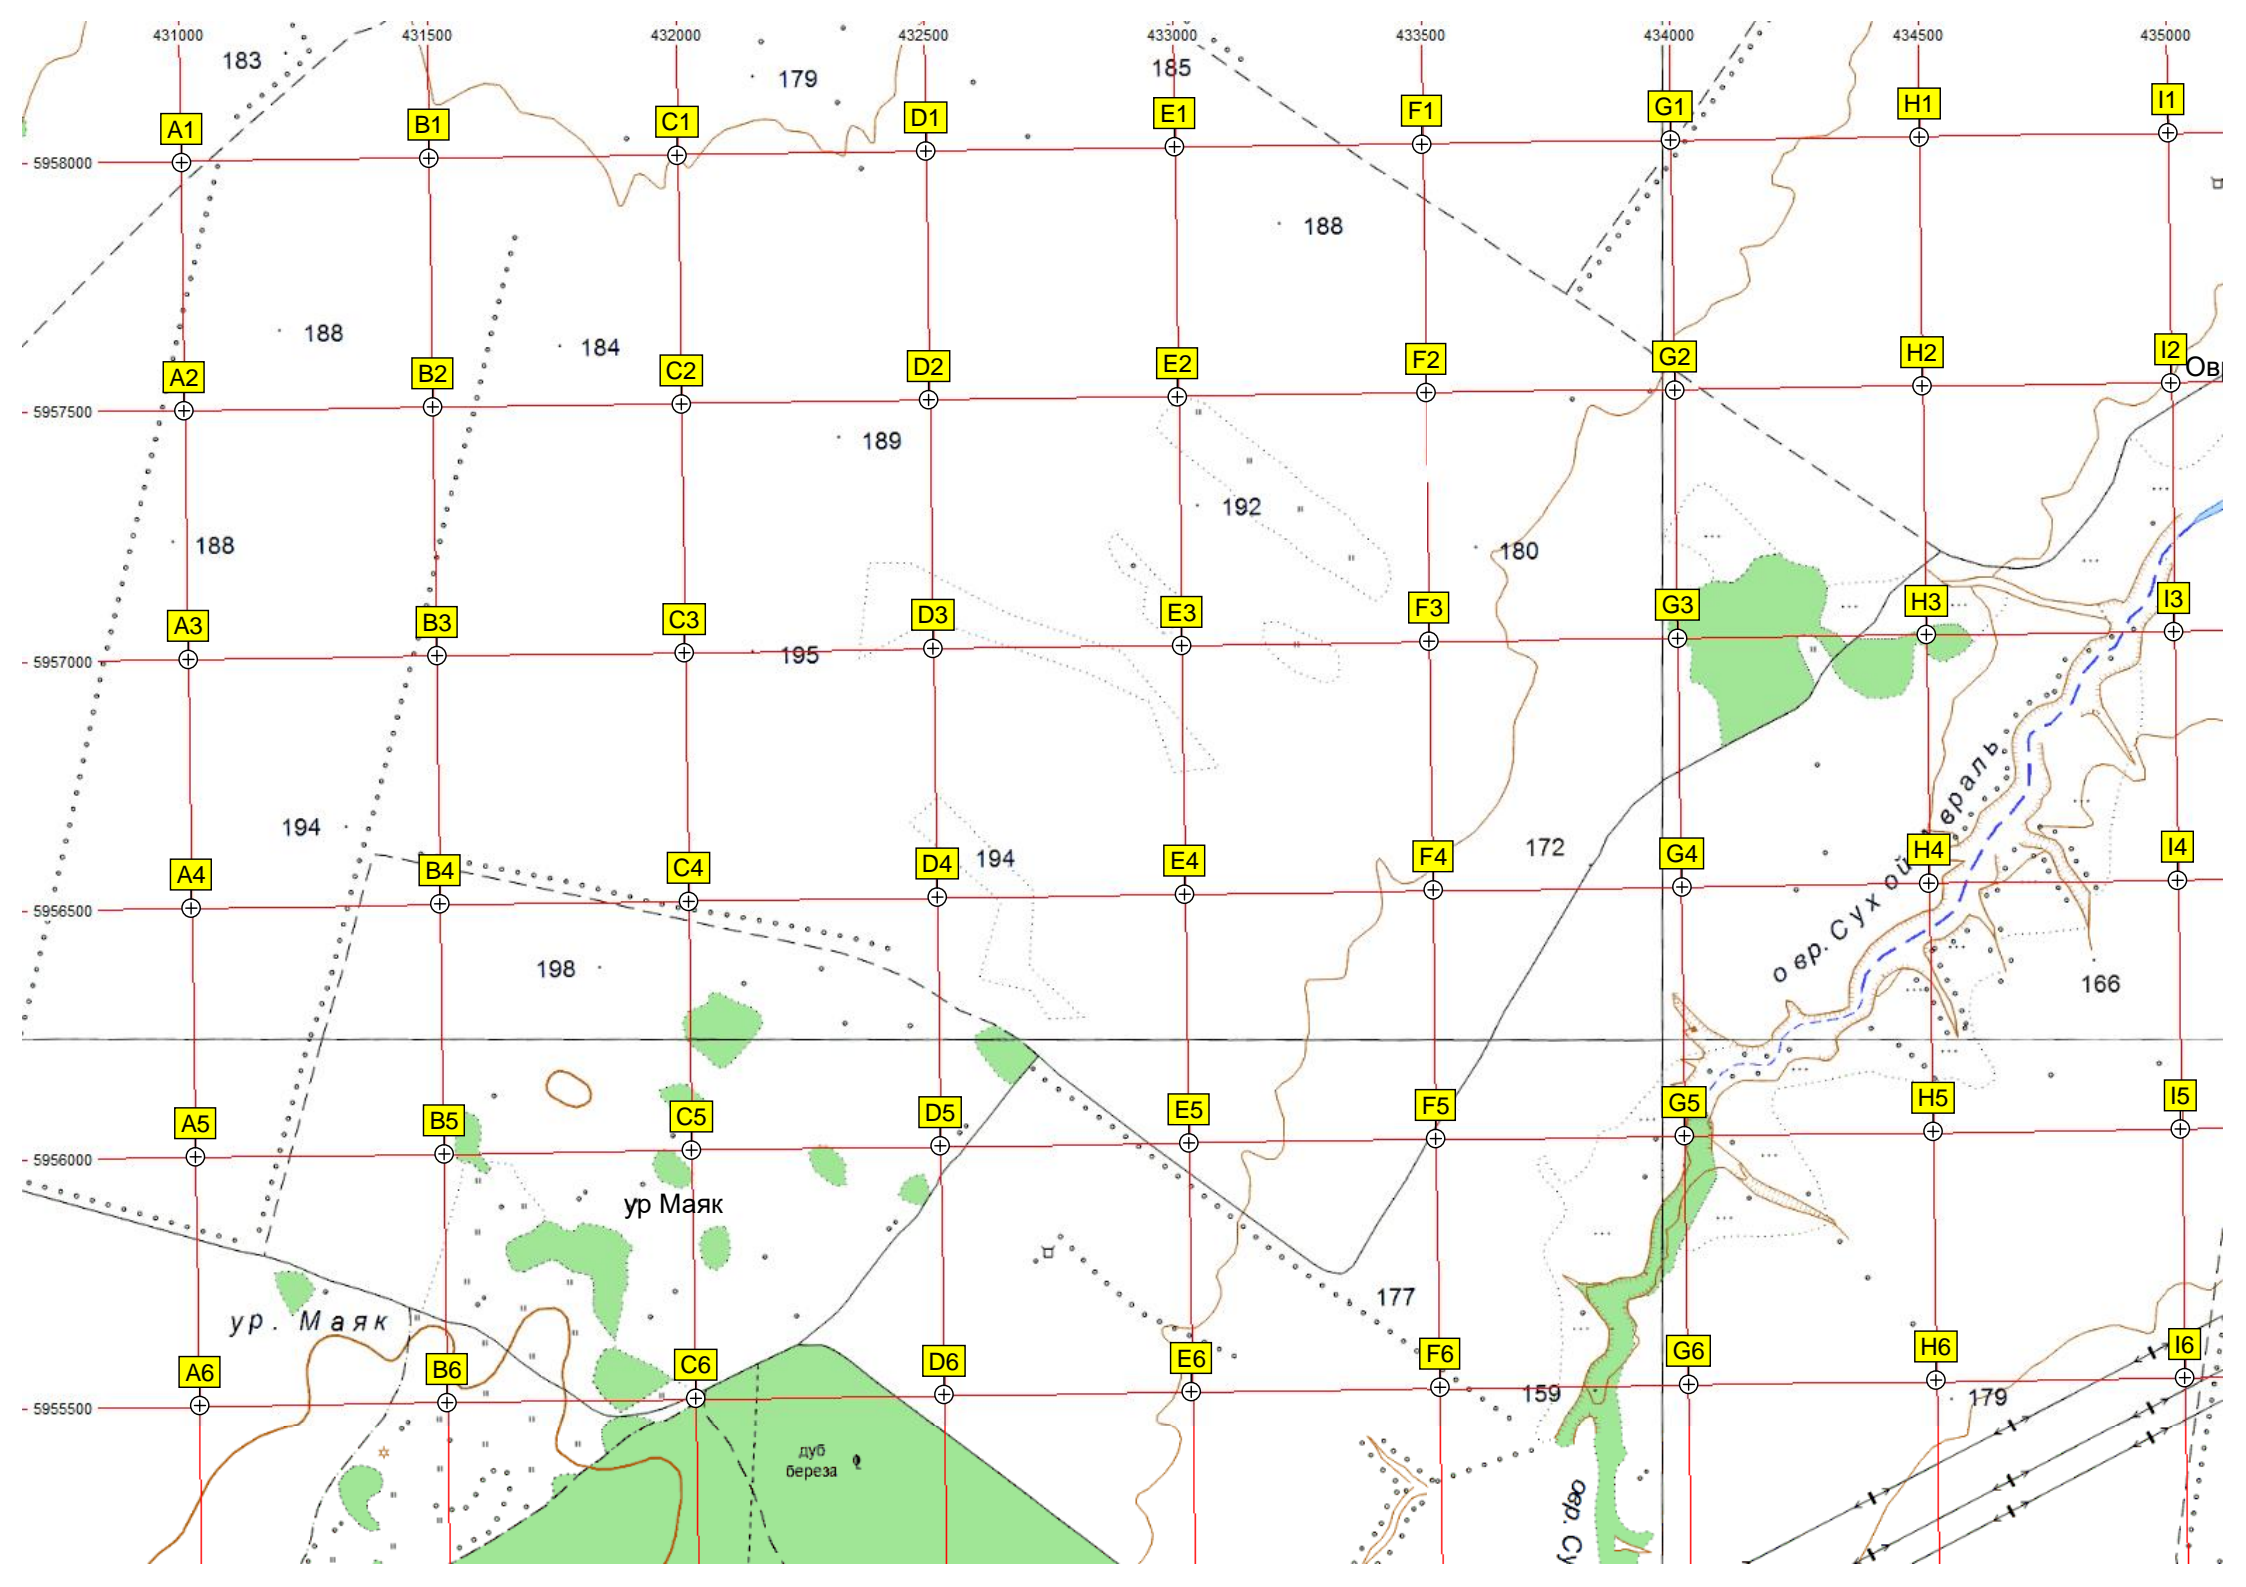 431000 431500 432000 432500 433000 433500 434000 434500 435000
183 179 185
A1 B1 C1 D1 E1 F1 G1 H1 I1
5958000
188
188 184
A2 B2 C2 D2 E2 F2 G2 H2 I2
Ов
5957500
189
192
188 180
A3 B3 C3 D3 E3 F3 G3 H3 I3
5957000
195
194 194 172
A4 B4 C4 D4 E4 F4 G4 H4 I4
5956500
овр. Сухой враль
198 166
A5 B5 C5 D5 E5 F5 G5 H5 I5
5956000
ур Маяк
177
ур. Маяк
A6 B6 C6 D6 E6 F6 G6 H6 I6
5955500
159 179
дуб
береза
овр. Су